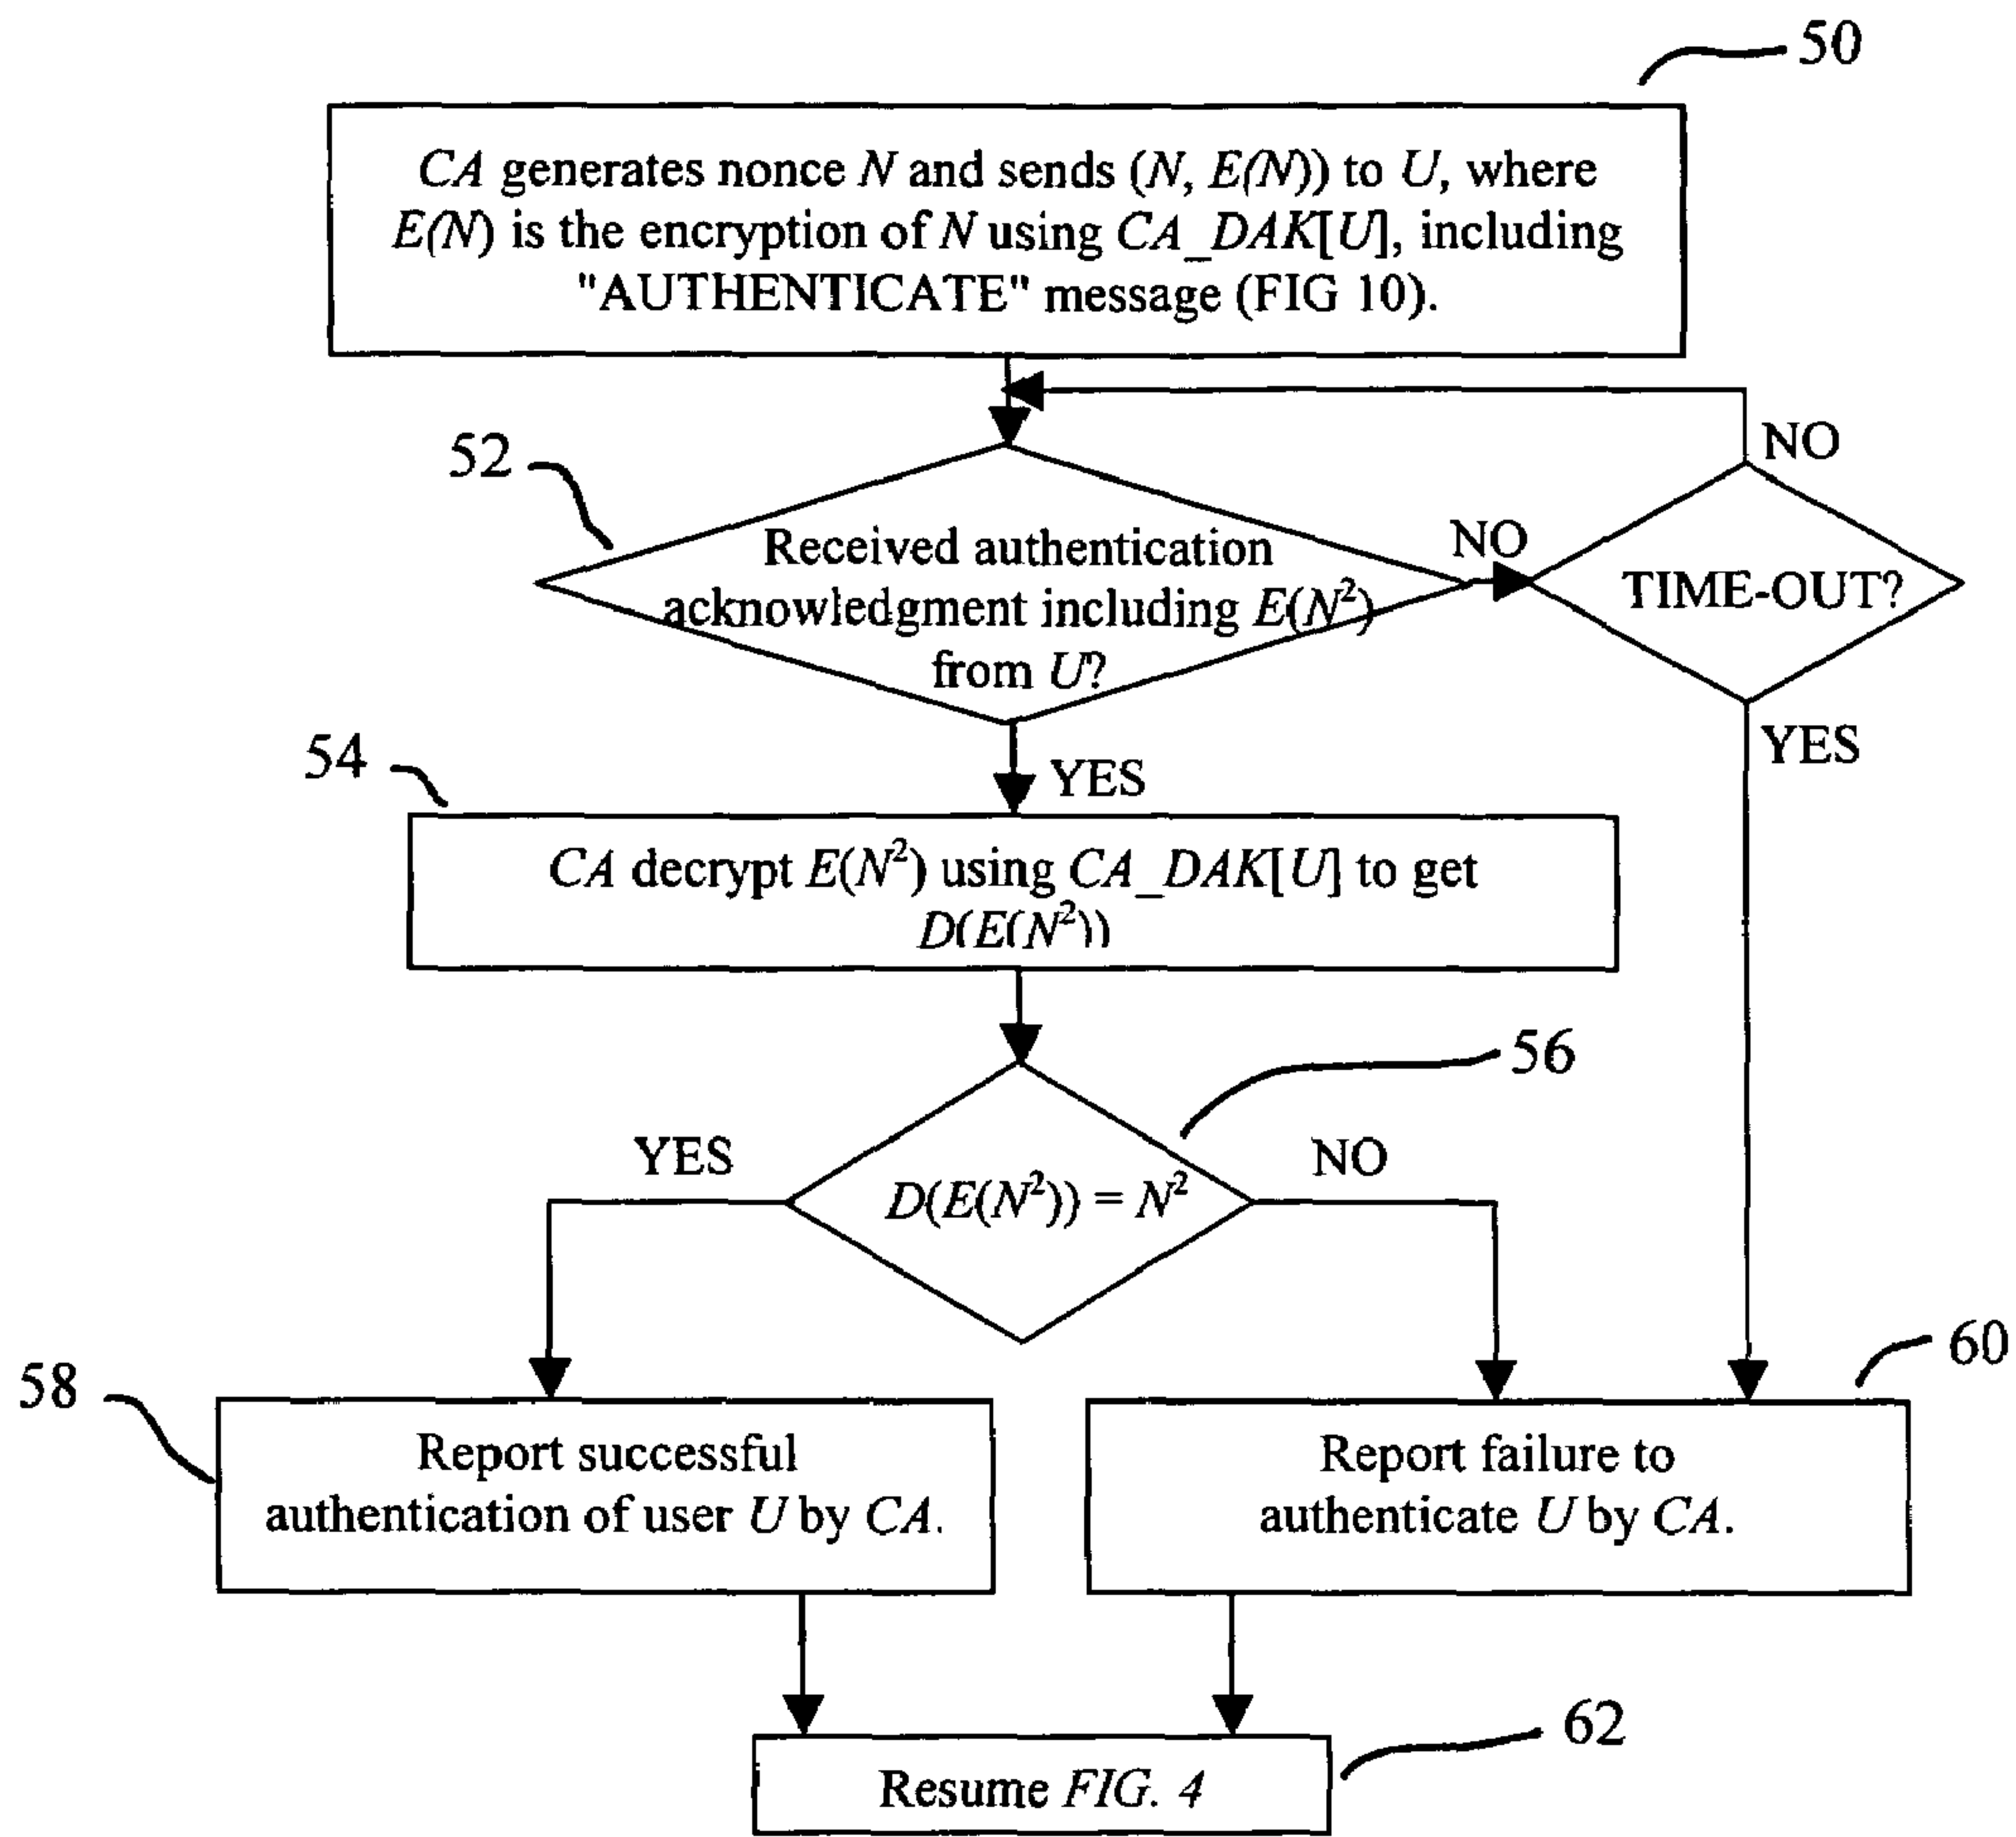 50
CA generates nonce N and sends (N, E(N)) to U, where
E(N) is the encryption of N using CA_DAK[U], including
"AUTHENTICATE" message (FIG 10).
NO
52
Received authentication
acknowledgment including E(N²)
from U?
NO
TIME-OUT?
YES
54
YES
CA decrypt E(N²) using CA_DAK[U] to get
D(E(N²))
56
YES
NO
D(E(N²)) = N²
58
60
Report successful
authentication of user U by CA.
Report failure to
authenticate U by CA.
62
Resume FIG. 4